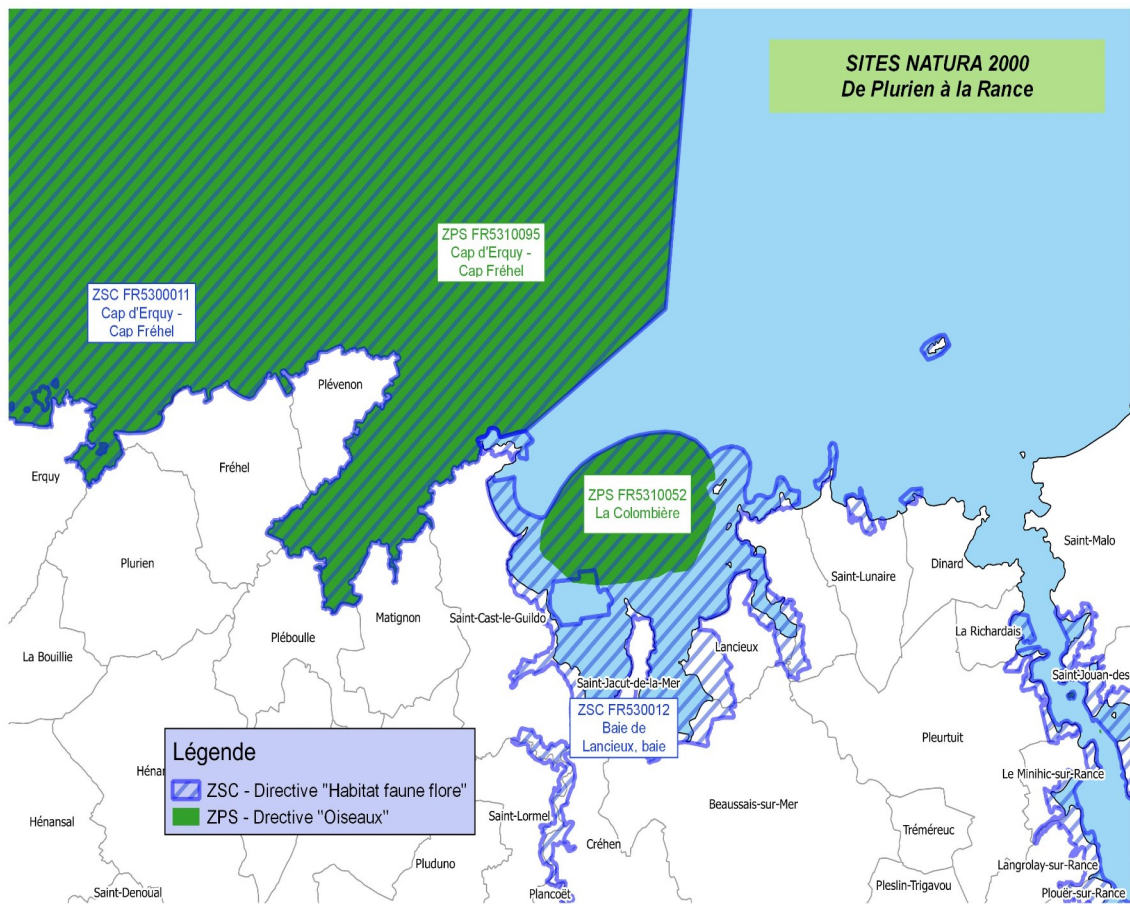 SITES NATURA 2000
De Plurien à la Rance
ZPS FR5310095
Cap d'Erquy -
Cap Fréhel
ZSC FR5300011
Cap d'Erquy -
Cap Fréhel
Plévenon
Erquy
Fréhel
ZPS FR5310052
La Colombière
Saint-Malo
Plurien
Saint-Lunaire
Dinard
Matignon
Saint-Cast-le-Guildo
La Richardais
Pléboulle
Lancieux
La Bouillie
Saint-Jacut-de-la-Mer
Saint-Jouan-des
ZSC FR530012
Baie de
Lancieux, baie
Pleurtuit
Légende
ZSC - Directive "Habitat faune flore"
ZPS - Drective "Oiseaux"
Hénan
Le Minihic-sur-Rance
Beaussais-sur-Mer
Hénansal
Saint-Lormel
Créhen
Tréméreuc
Pluduno
Langrolay-sur-Rance
Saint-Denoual
Plancoët
Pleslin-Trigavou
Plouër-sur-Rance